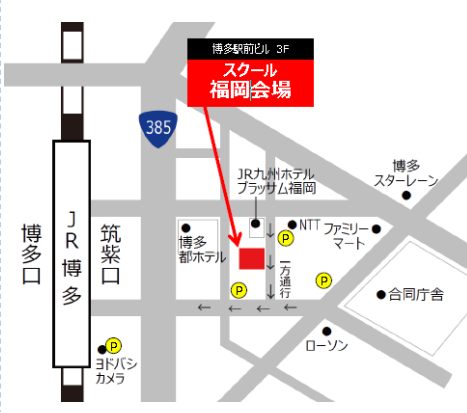 博多駅前ビル 3F
スクール
福岡会場
385
JR九州ホテル
ブラッサム福岡
博多
スターレーン
NTT
ファミリー
マート
P
博多
都ホテル
一方通行
P
P
合同庁舎
ローソン
博多口
JR博多
筑紫口
P
ヨドバシ
カメラ